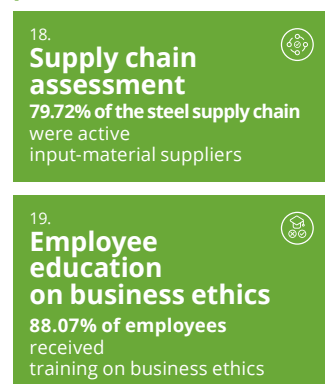 18.
Supply chain
assessment
79.72% of the steel supply chain
were active
input-material suppliers
19.
Employee
education
on business ethics
88.07% of employees
received
training on business ethics